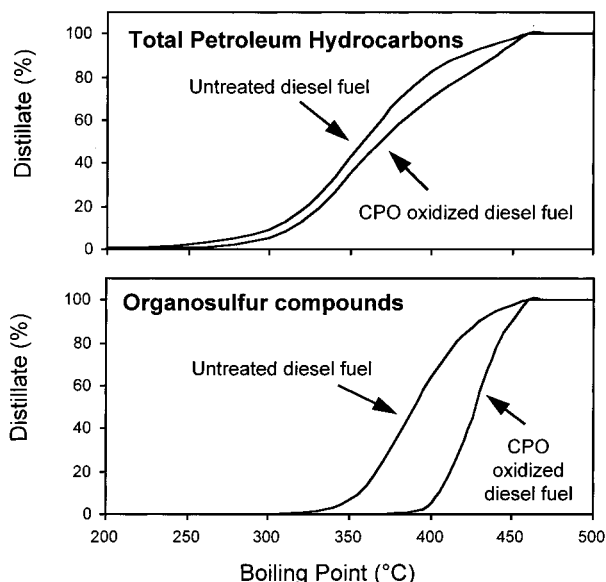 Total Petroleum Hydrocarbons
Untreated diesel fuel
CPO oxidized diesel fuel
Distillate (%)
100
80
60
40
20
0
Organosulfur compounds
Untreated diesel fuel
CPO
oxidized
diesel fuel
Distillate (%)
100
80
60
40
20
0
200 250 300 350 400 450 500
Boiling Point (°C)